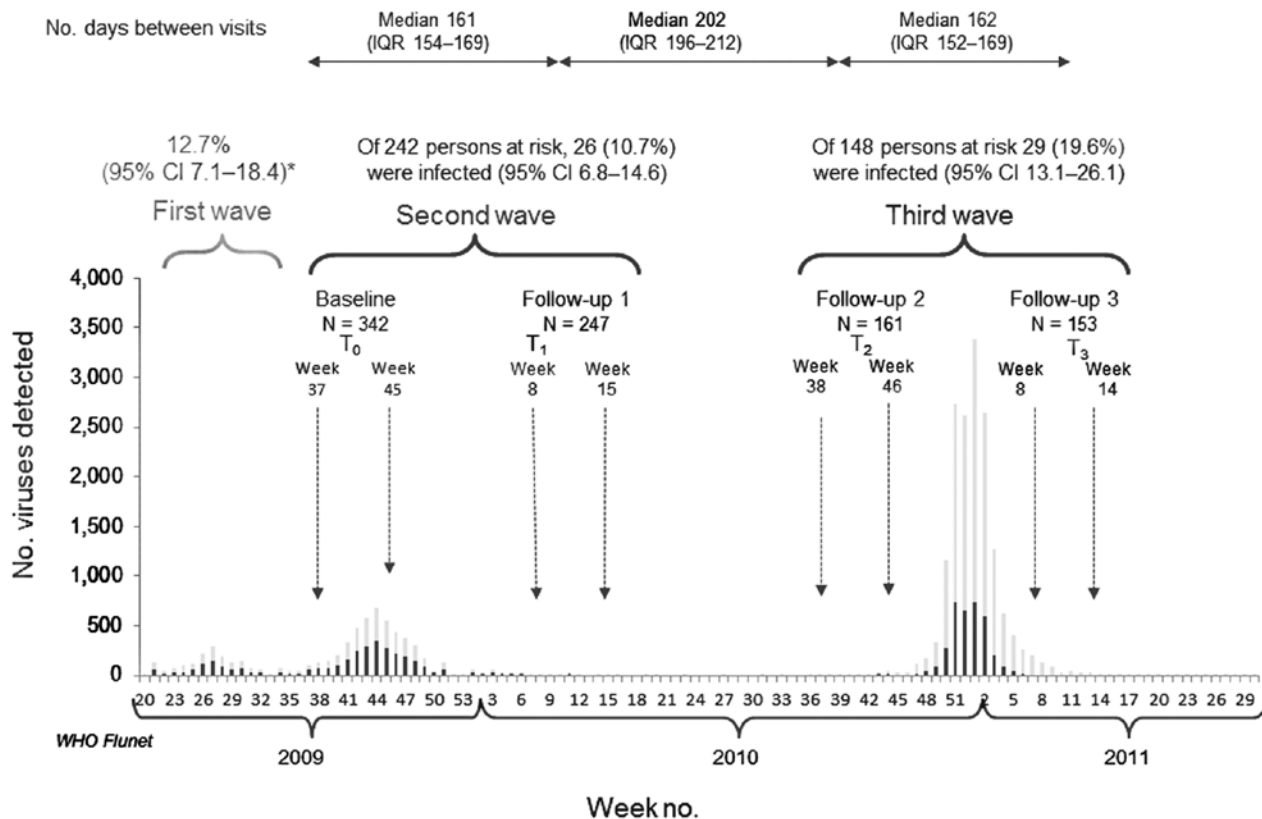 No. days between visits
Median 161
(IQR 154–169)
Median 202
(IQR 196–212)
Median 162
(IQR 152–169)
12.7%
(95% CI 7.1–18.4)*
Of 242 persons at risk, 26 (10.7%)
were infected (95% CI 6.8–14.6)
Of 148 persons at risk 29 (19.6%)
were infected (95% CI 13.1–26.1)
First wave
Second wave
Third wave
Baseline
N = 342
T0
Week 37
Week 45
Follow-up 1
N = 247
T1
Week 8
Week 15
Follow-up 2
N = 161
T2
Week 38
Week 46
Follow-up 3
N = 153
T3
Week 8
Week 14
No. viruses detected
4,000
3,500
3,000
2,500
2,000
1,500
1,000
500
0
20 23 26 29 32 35 38 41 44 47 50 53 3 6 9 12 15 18 21 24 27 30 33 36 39 42 45 48 51 2 5 8 11 14 17 20 23 26 29
WHO Flunet
2009
2010
2011
Week no.